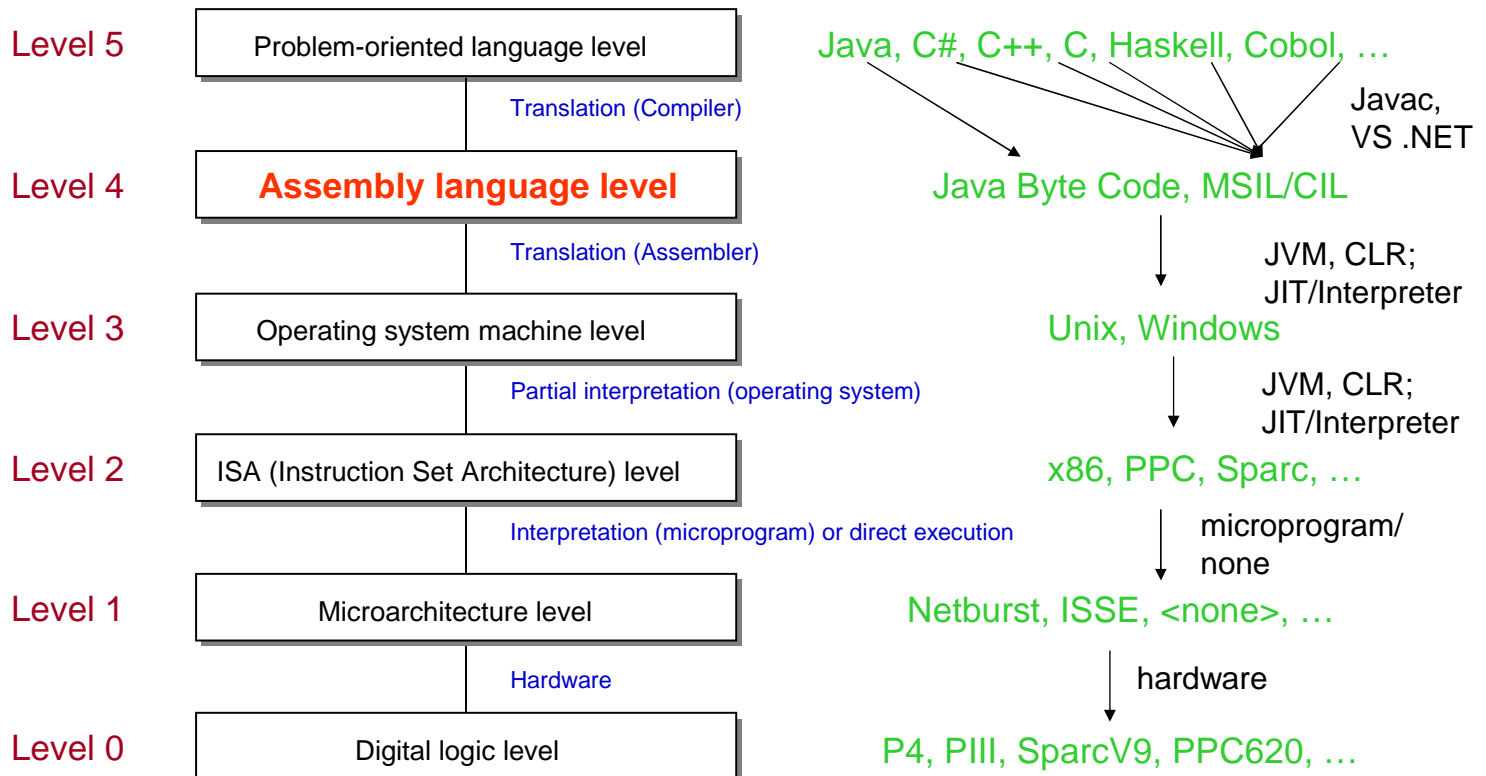 Level 5
Problem-oriented language level
Java, C#, C++, C, Haskell, Cobol, …
Translation (Compiler)
Javac,
VS .NET
Level 4
Assembly language level
Java Byte Code, MSIL/CIL
Translation (Assembler)
JVM, CLR;
JIT/Interpreter
Level 3
Operating system machine level
Unix, Windows
Partial interpretation (operating system)
JVM, CLR;
JIT/Interpreter
Level 2
ISA (Instruction Set Architecture) level
x86, PPC, Sparc, …
Interpretation (microprogram) or direct execution
microprogram/
none
Level 1
Microarchitecture level
Netburst, ISSE, <none>, …
Hardware
hardware
Level 0
Digital logic level
P4, PIII, SparcV9, PPC620, …